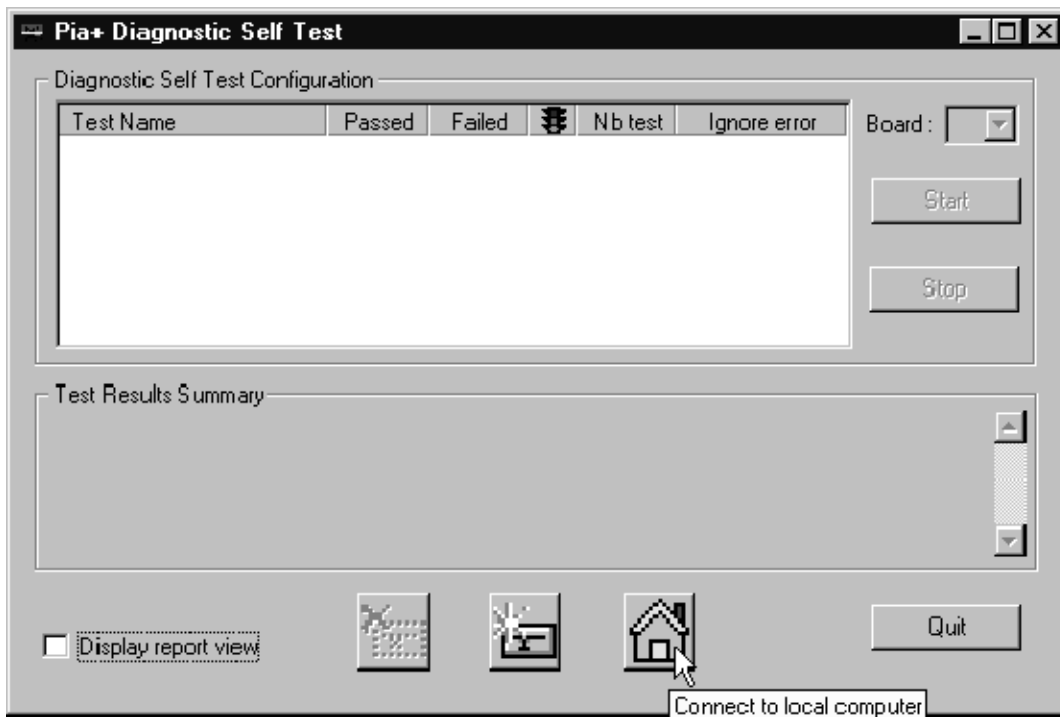 Pia+ Diagnostic Self Test
Diagnostic Self Test Configuration
Test Name Passed Failed Nb test Ignore error
Board :
Start
Stop
Test Results Summary
Display report view
Quit
Connect to local computer